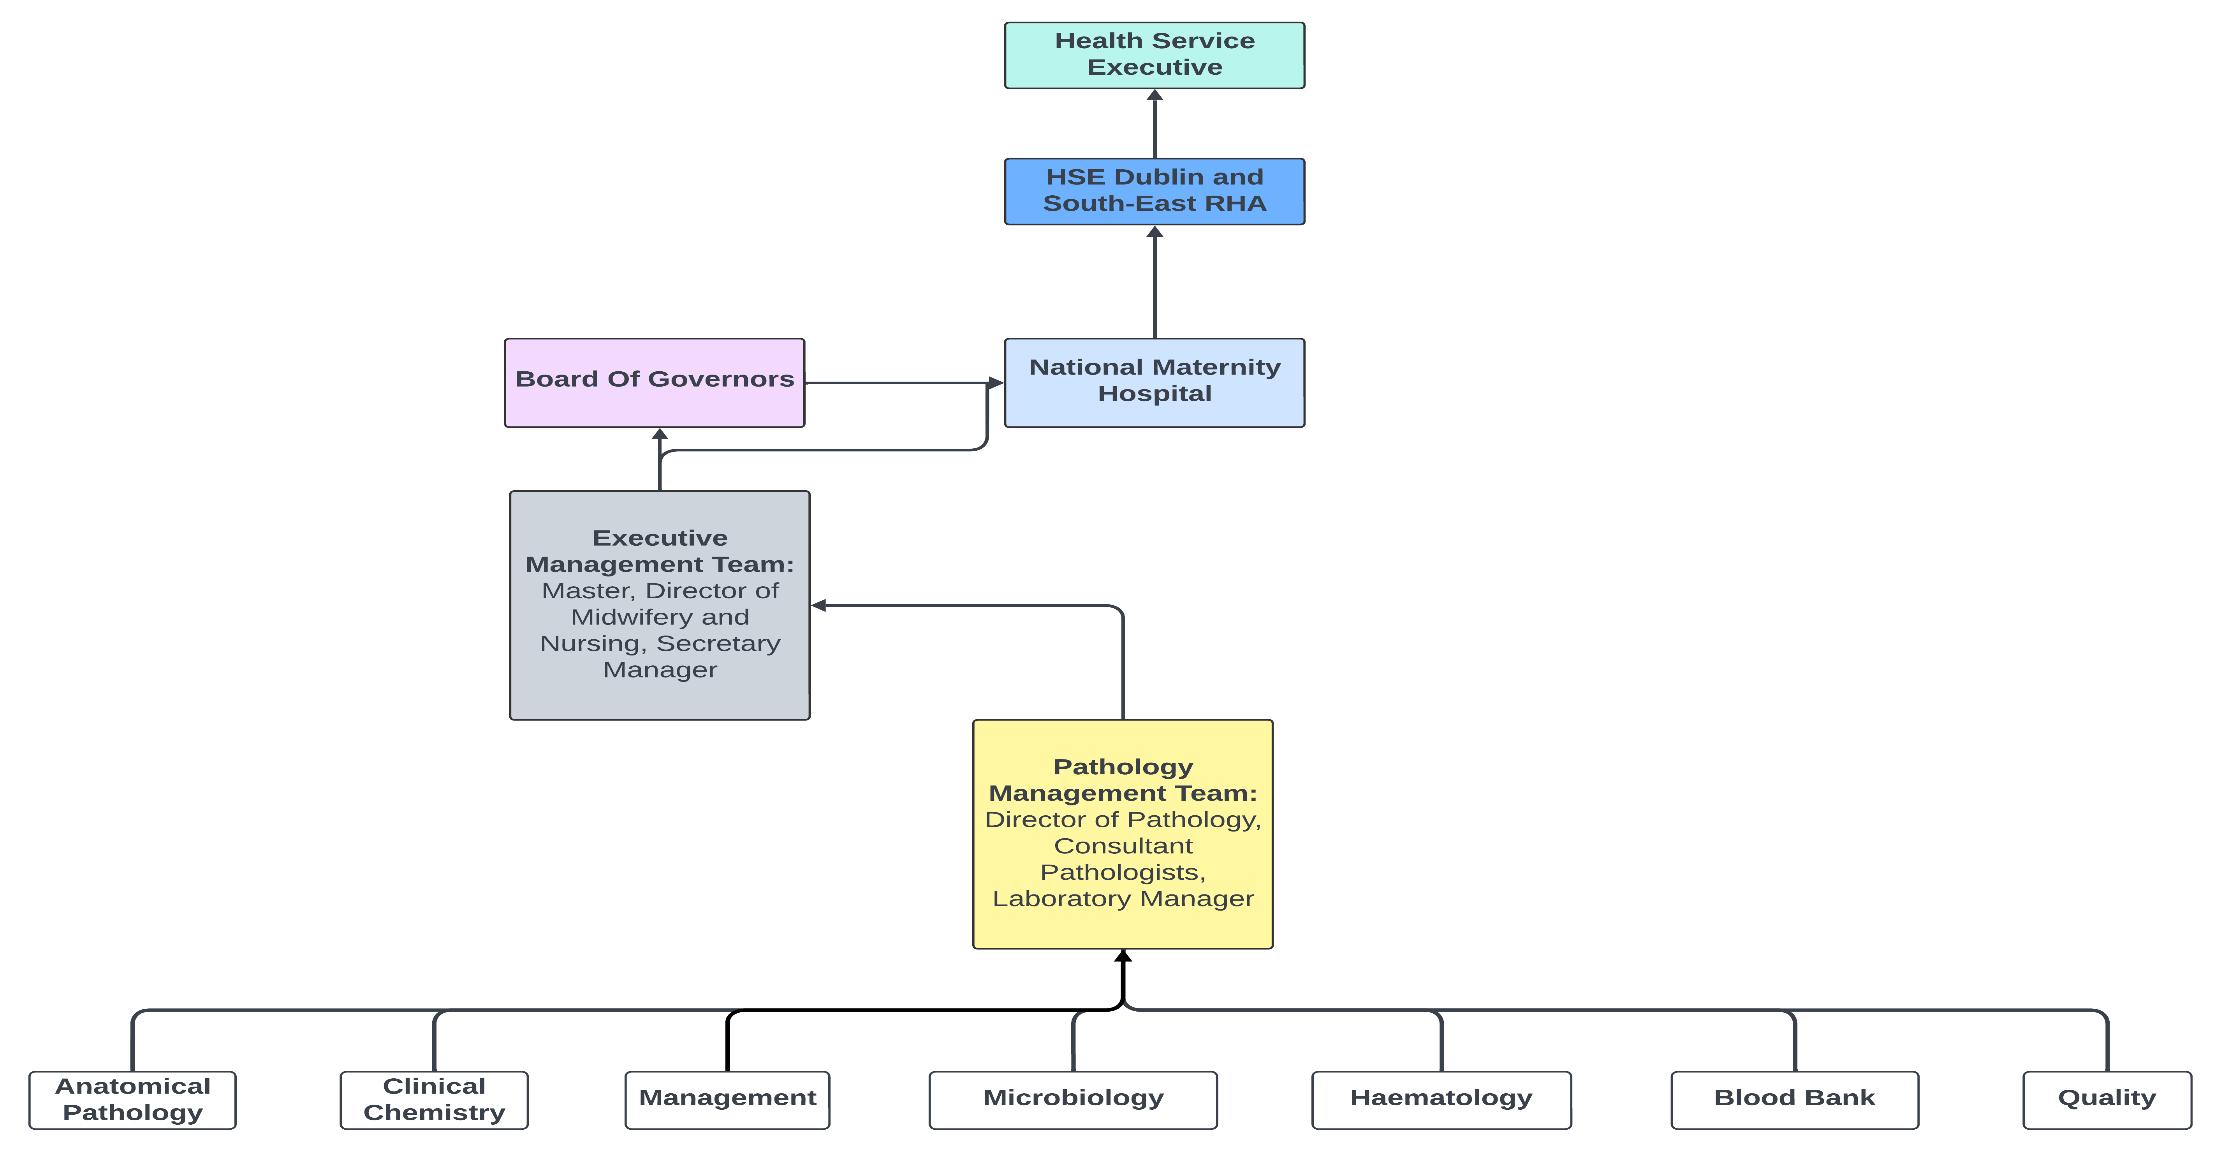 Health Service
Executive
HSE Dublin and
South-East RHA
Board Of Governors
National Maternity
Hospital
Executive
Management Team:
Master, Director of
Midwifery and
Nursing, Secretary
Manager
Pathology
Management Team:
Director of Pathology,
Consultant
Pathologists,
Laboratory Manager
Anatomical
Pathology
Clinical
Chemistry
Management
Microbiology
Haematology
Blood Bank
Quality